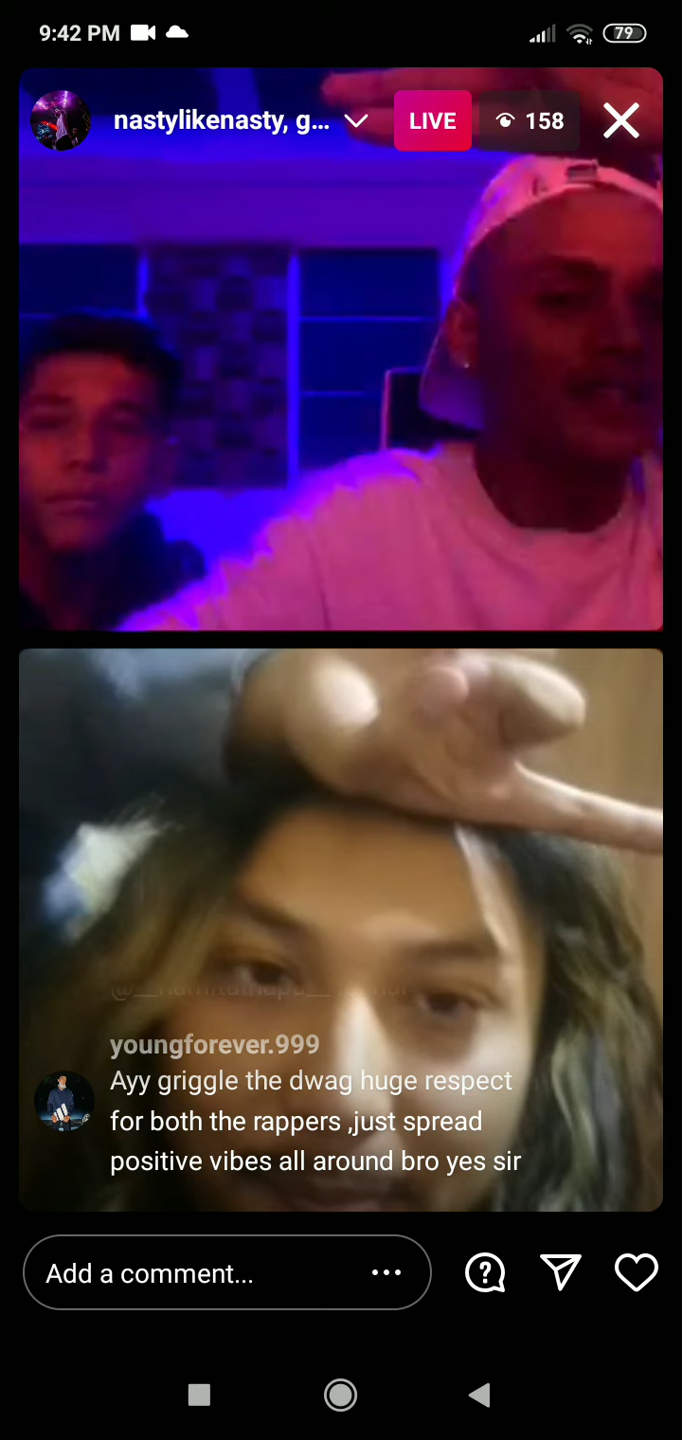 9:42 PM
79
nastylikenasty, g...
LIVE
158
youngforever.999
Ayy griggle the dwag huge respect
for both the rappers ,just spread
positive vibes all around bro yes sir
Add a comment...